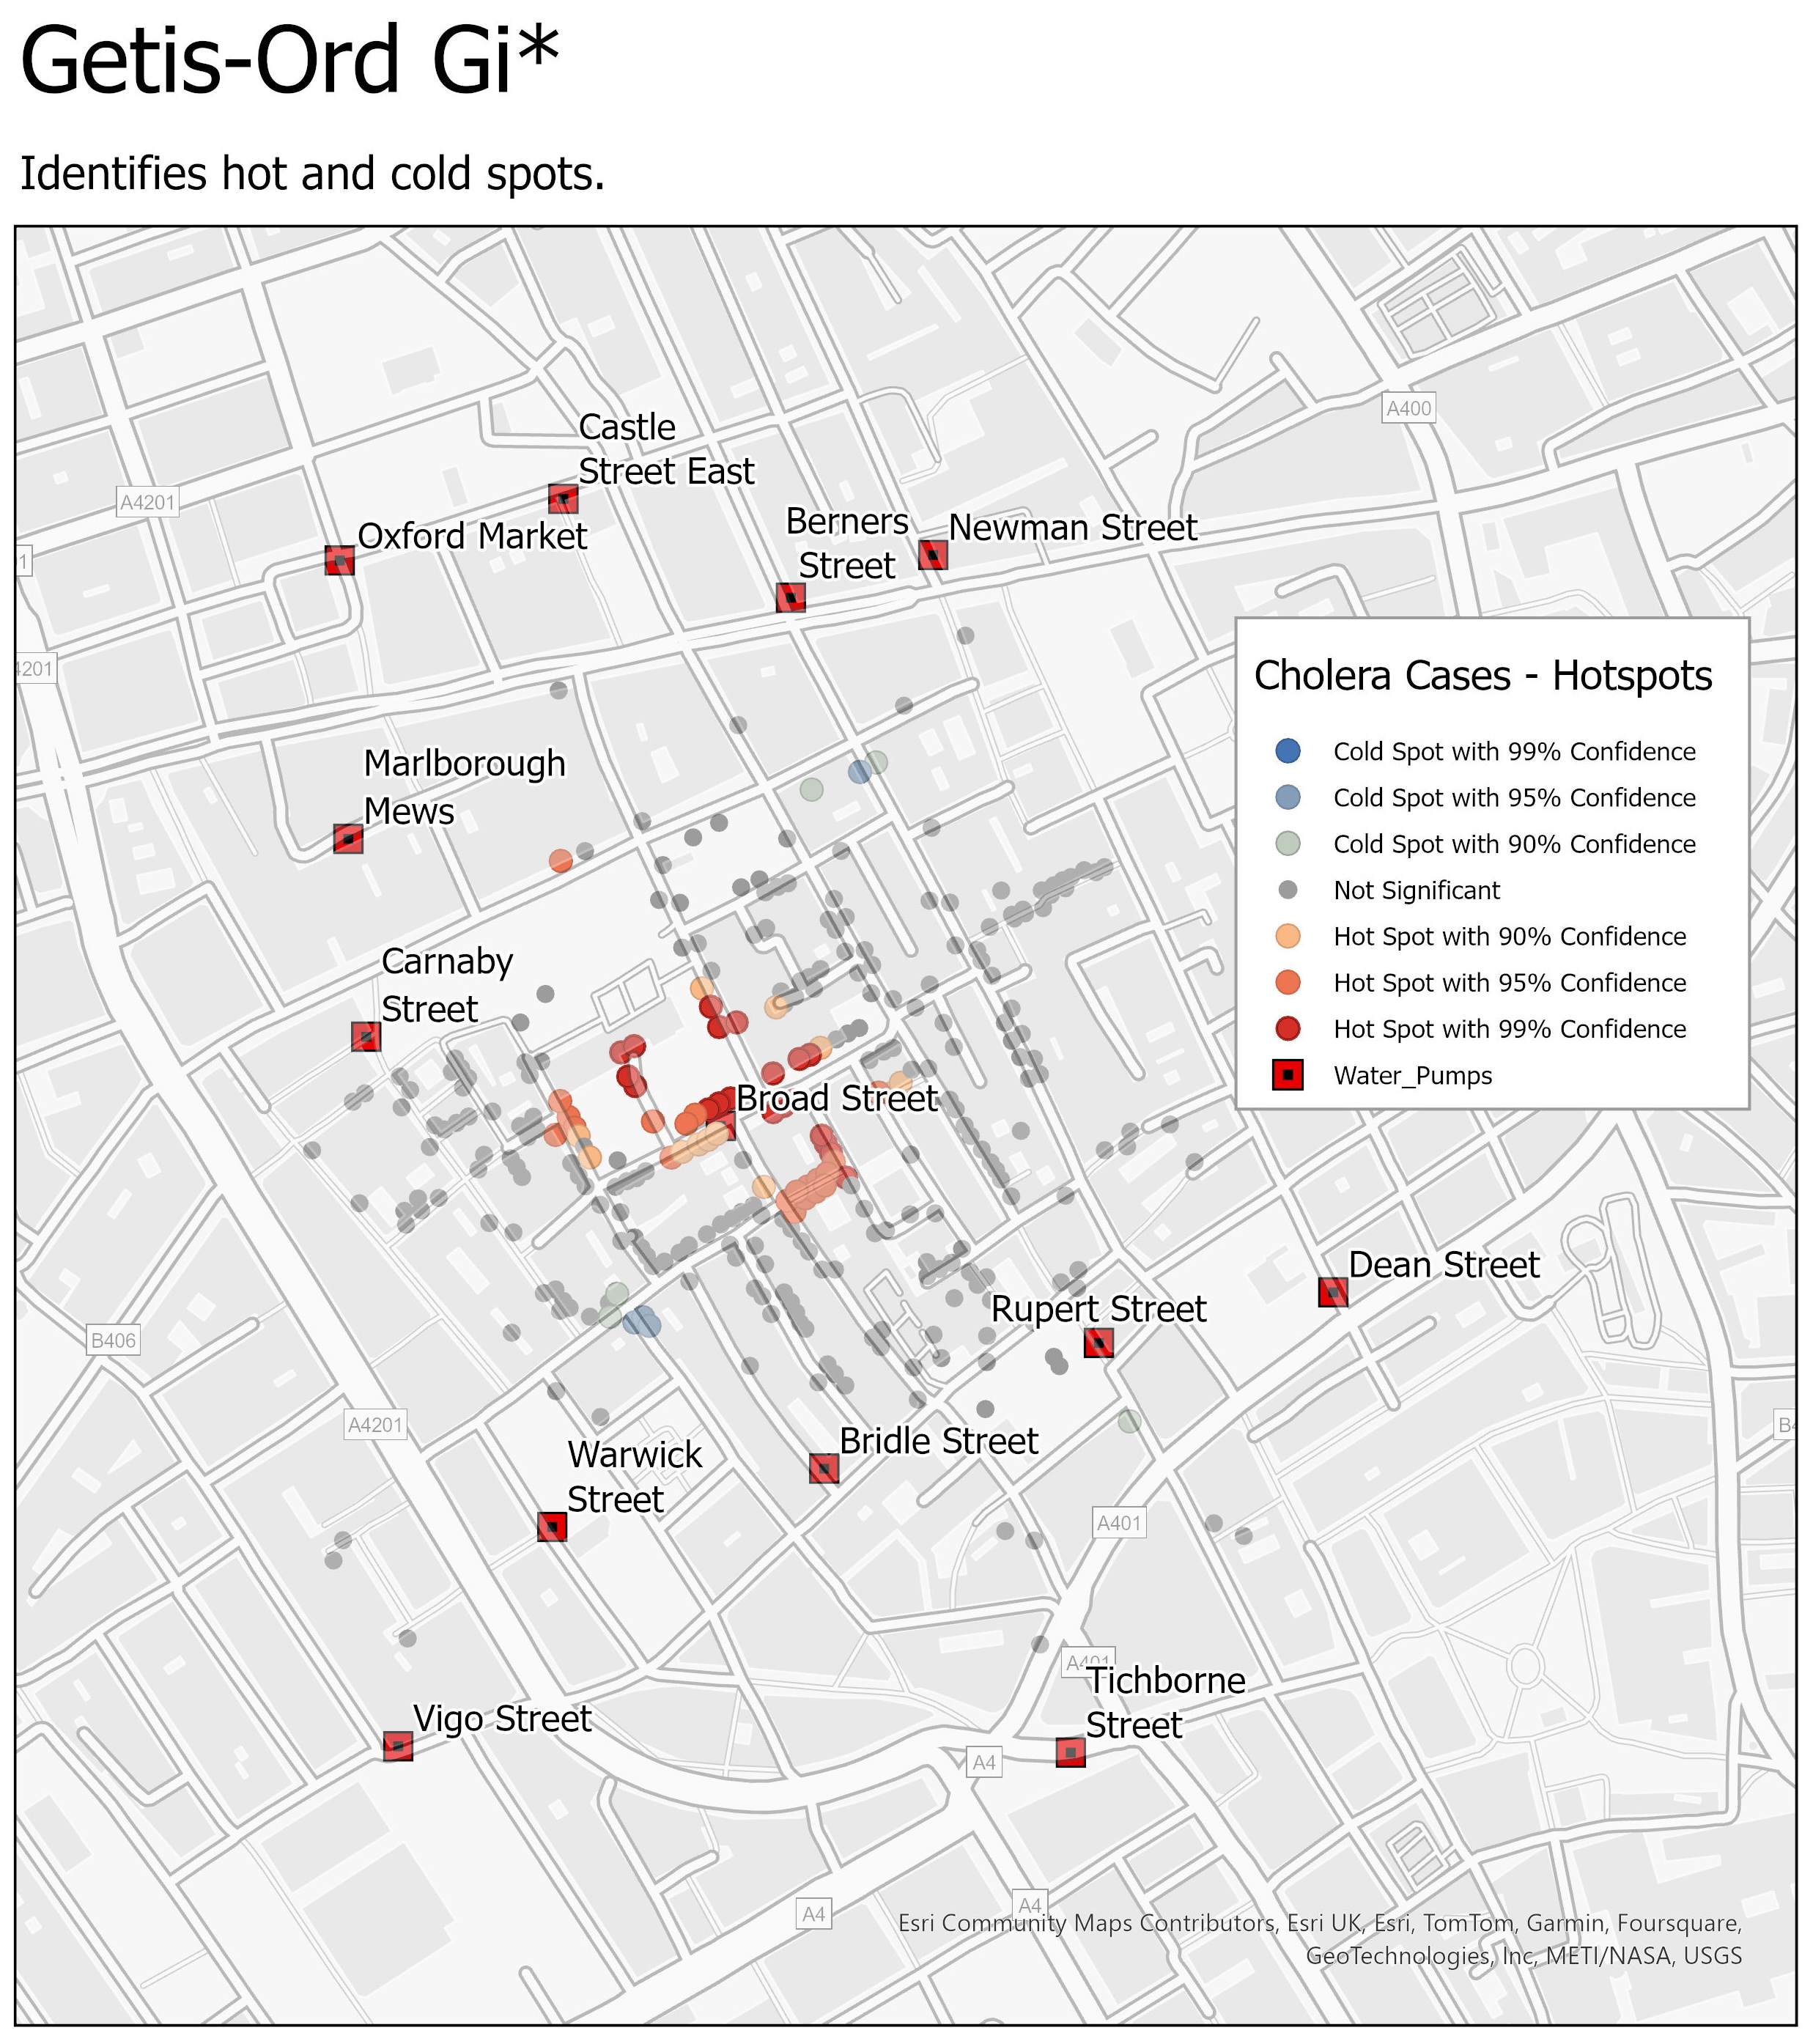 Getis-Ord Gi*
Identifies hot and cold spots.
A400
Castle
Street East
A4201
Oxford Market
Berners
Street
Newman Street
1
4201
Cholera Cases - Hotspots
Cold Spot with 99% Confidence
Cold Spot with 95% Confidence
Cold Spot with 90% Confidence
Not Significant
Hot Spot with 90% Confidence
Hot Spot with 95% Confidence
Hot Spot with 99% Confidence
Water_Pumps
Marlborough
Mews
Carnaby
Street
Broad Street
Dean Street
Rupert Street
B406
A4201
B4
Bridle Street
Warwick
Street
A401
A401
Tichborne
Street
Vigo Street
A4
A4
A4
Esri Community Maps Contributors, Esri UK, Esri, TomTom, Garmin, Foursquare,
GeoTechnologies, Inc, METI/NASA, USGS